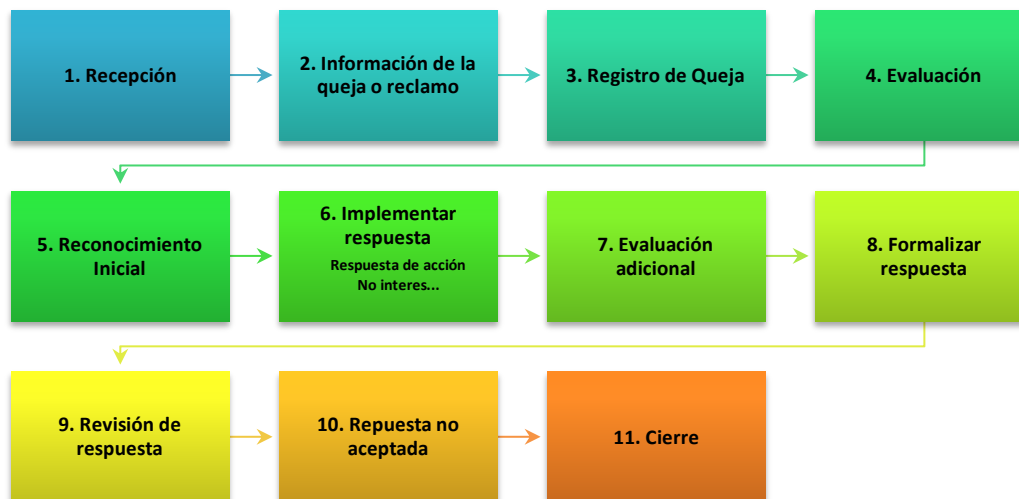 1. Recepción
2. Información de la
queja o reclamo
3. Registro de Queja
4. Evaluación
5. Reconocimiento
Inicial
6. Implementar
respuesta
Respuesta de acción
No interes...
7. Evaluación
adicional
8. Formalizar
respuesta
9. Revisión de
respuesta
10. Repuesta no
aceptada
11. Cierre